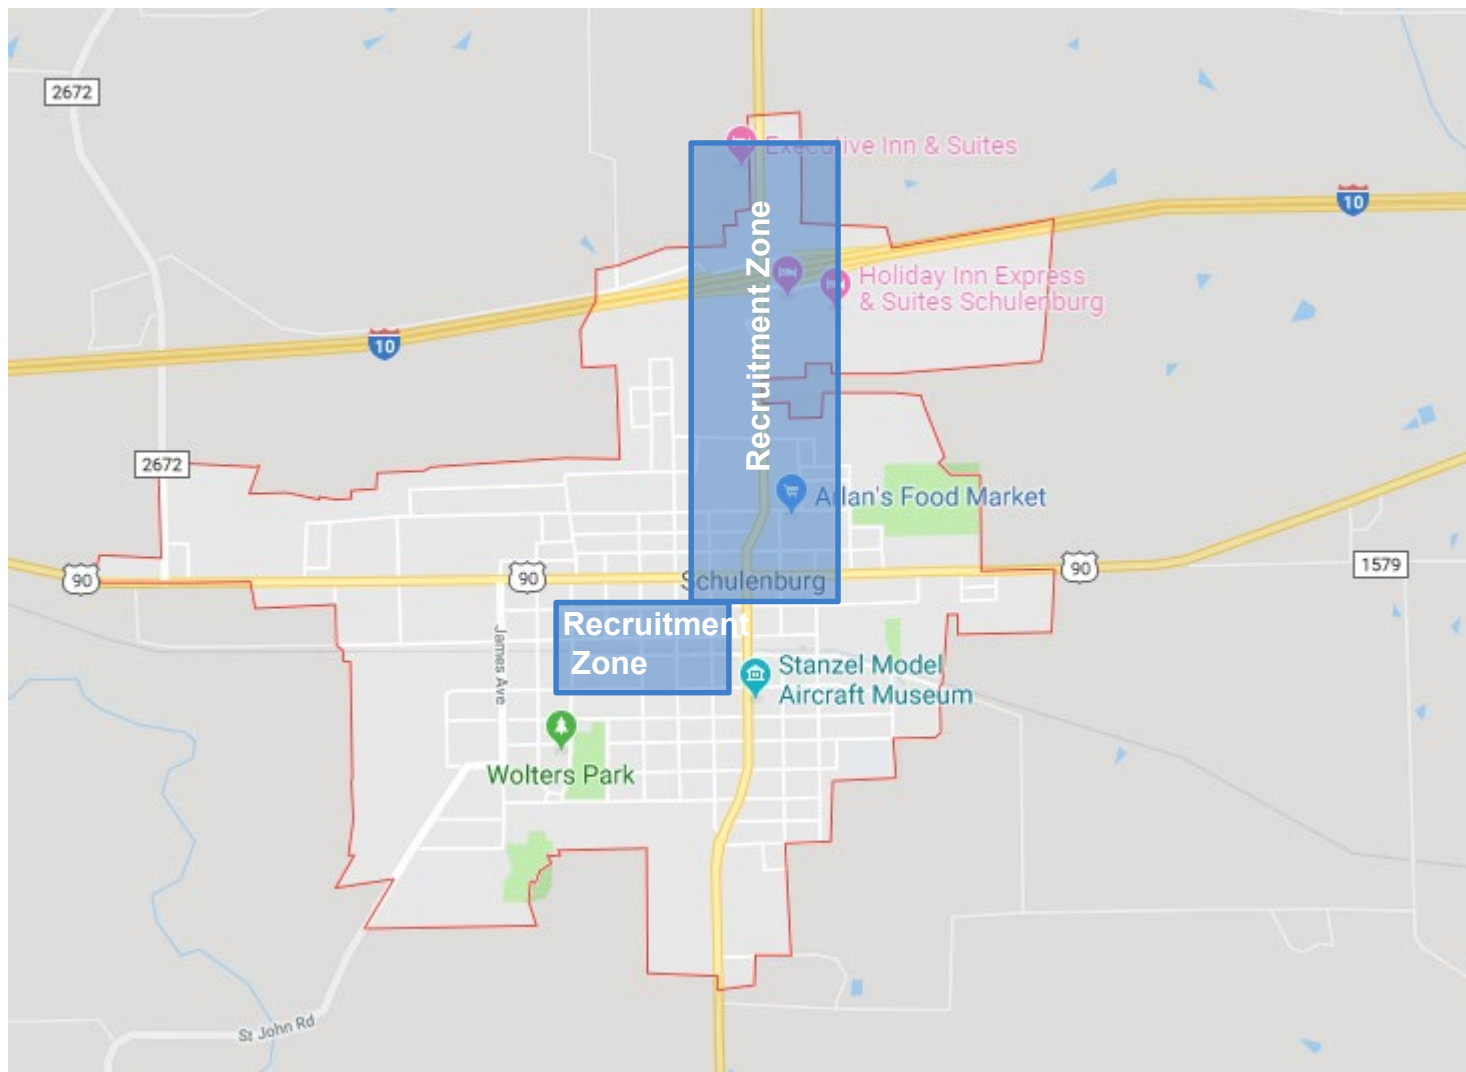 2672
Executive Inn & Suites
10
Recruitment Zone
Holiday Inn Express
& Suites Schulenburg
10
2672
Arlan's Food Market
90
90
Schulenburg
90
1579
Recruitment
Zone
James Ave
Stanzel Model
Aircraft Museum
Wolters Park
St John Rd